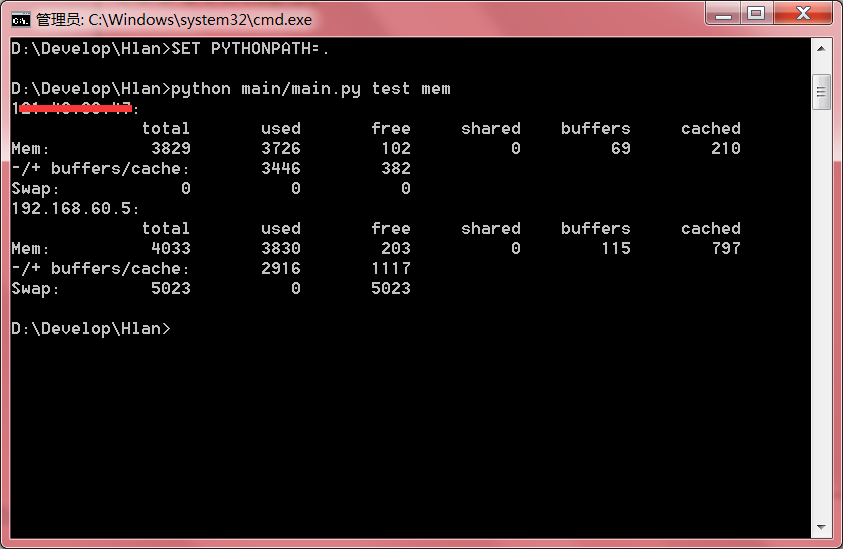 管理员: C:\Windows\system32\cmd.exe
D:\Develop\Hlan>SET PYTHONPATH=.
D:\Develop\Hlan>python main/main.py test mem
total used free shared buffers cached
Mem: 3829 3726 102 0 69 210
-/+ buffers/cache: 3446 382
Swap: 0 0 0
192.168.60.5:
total used free shared buffers cached
Mem: 4033 3830 203 0 115 797
-/+ buffers/cache: 2916 1117
Swap: 5023 0 5023
D:\Develop\Hlan>